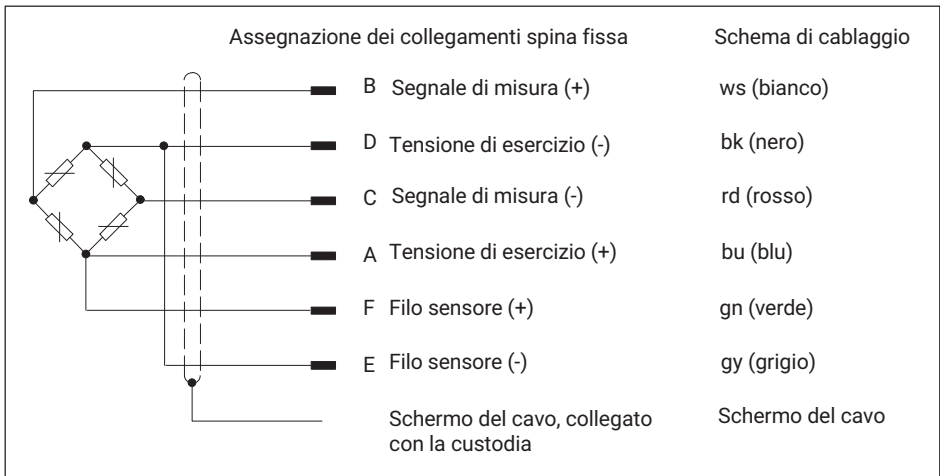 Assegnazione dei collegamenti spina fissa Schema di cablaggio
B Segnale di misura (+) ws (bianco)
D Tensione di esercizio (-) bk (nero)
C Segnale di misura (-) rd (rosso)
A Tensione di esercizio (+) bu (blu)
F Filo sensore (+) gn (verde)
E Filo sensore (-) gy (grigio)
Schermo del cavo, collegato Schermo del cavo
con la custodia